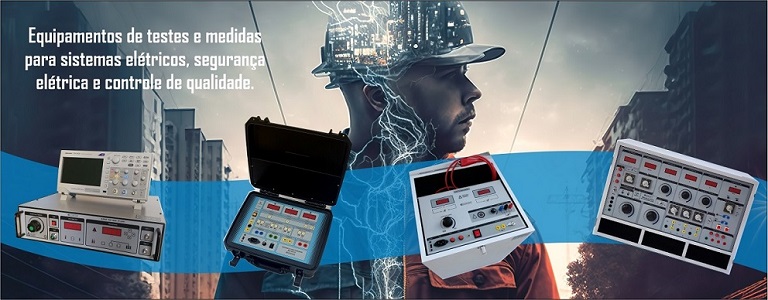 Equipamentos de testes e medidas
para sistemas elétricos, segurança
elétrica e controle de qualidade.